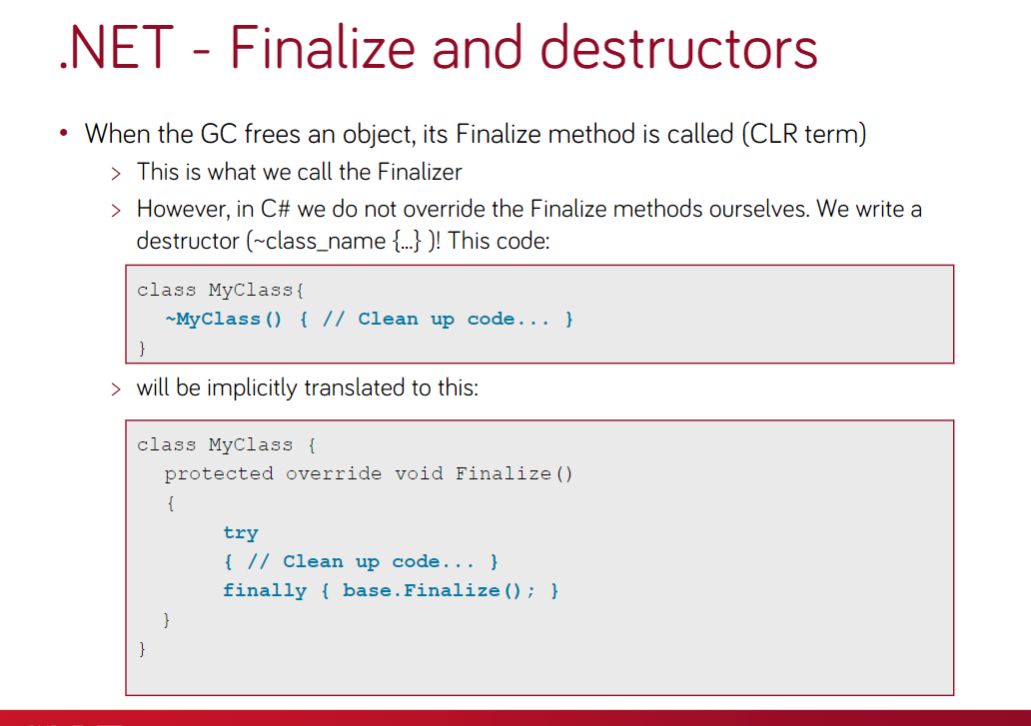 .NET - Finalize and destructors
• When the GC frees an object, its Finalize method is called (CLR term)
> This is what we call the Finalizer
> However, in C# we do not override the Finalize methods ourselves. We write a
destructor (~class_name {…} )! This code:
class MyClass{
~MyClass() { // Clean up code... }
}
> will be implicitly translated to this:
class MyClass {
protected override void Finalize()
{
try
{ // Clean up code... }
finally { base.Finalize(); }
}
}